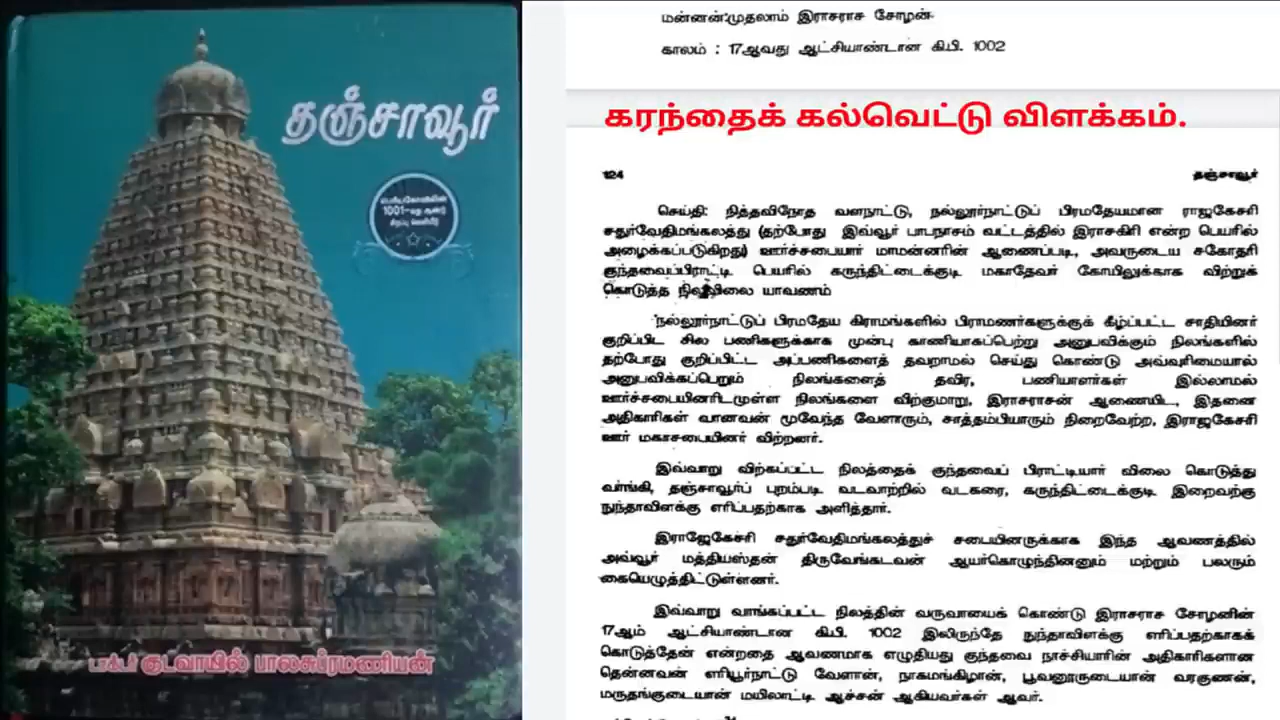 தஞ்சாவூர்
பெரியகோயிலின்
1001-வது ஆண்டு
சிறப்பு வெளியீடு
டாக்டர் குடவாயில் பாலசுப்ரமணியன்
மன்னன்:முதலாம் இராசராச சோழன்
காலம் : 17ஆவது ஆட்சியாண்டான கி.பி. 1002
கரந்தைக் கல்வெட்டு விளக்கம்.
124 தஞ்சாவூர்
செய்தி: நித்தவிநோத வளநாட்டு, நல்லூர்நாட்டுப் பிரமதேயமான ராஜகேசரி
சதுர்வேதிமங்கலத்து (தற்போது இவ்வூர் பாபநாசம் வட்டத்தில் இராசகிரி என்ற பெயரில்
அழைக்கப்படுகிறது) ஊர்ச்சபையார் மாமன்னரின் ஆணைப்படி, அவருடைய சகோதரி
குந்தவைப்பிராட்டி பெயரில் கருந்திட்டைக்குடி மகாதேவர் கோயிலுக்காக விற்றுக்
கொடுத்த நிலவிலை யாவணம்
'நல்லூர்நாட்டுப் பிரமதேய கிராமங்களில் பிராமணர்களுக்குக் கீழ்ப்பட்ட சாதியினர்
குறிப்பிட சில பணிகளுக்காக முன்பு காணியாகப்பெற்று அனுபவிக்கும் நிலங்களில்
தற்போது குறிப்பிட்ட அப்பணிகளைத் தவறாமல் செய்து கொண்டு அவ்வுரிமையால்
அனுபவிக்கப்பெறும் நிலங்களைத் தவிர, பணியாளர்கள் இல்லாமல்
ஊர்ச்சபையினரிடமுள்ள நிலங்களை விற்குமாறு, இராசராசன் ஆணையிட, இதனை
அதிகாரிகள் வானவன் மூவேந்த வேளாரும், சாத்தம்பியாரும் நிறைவேற்ற, இராஜகேசரி
ஊர் மகாசபையினர் விற்றனர்.
இவ்வாறு விற்கப்பட்ட நிலத்தைக் குந்தவைப் பிராட்டியார் விலை கொடுத்து
வாங்கி, தஞ்சாவூர்ப் புறம்படி வடவாற்றில் வடகரை, கருந்திட்டைக்குடி இறைவற்கு
நுந்தாவிளக்கு எரிப்பதற்காக அளித்தார்.
இராஜேகேசரி சதுர்வேதிமங்கலத்துச் சபையினருக்காக இந்த ஆவணத்தில்
அவ்வூர் மத்தியஸ்தன் திருவேங்கடவன் ஆயர்கொழுந்தினனும் மற்றும் பலரும்
கையெழுத்திட்டுள்ளனர்.
இவ்வாறு வாங்கப்பட்ட நிலத்தின் வருவாயைக் கொண்டு இராசராச சோழனின்
17ஆம் ஆட்சியாண்டான கி.பி. 1002 இலிருந்தே நுந்தாவிளக்கு எரிப்பதற்காகக்
கொடுத்தேன் என்றதை ஆவணமாக எழுதியது குந்தவை நாச்சியாரின் அதிகாரிகளான
தென்னவன் எரியூர்நாட்டு வேளான், நாகமங்கிழான், பூவனூருடையான் வரகுணன்,
மருதங்குடையான் மயிலாட்டி ஆச்சன் ஆகியவர்கள் ஆவர்.